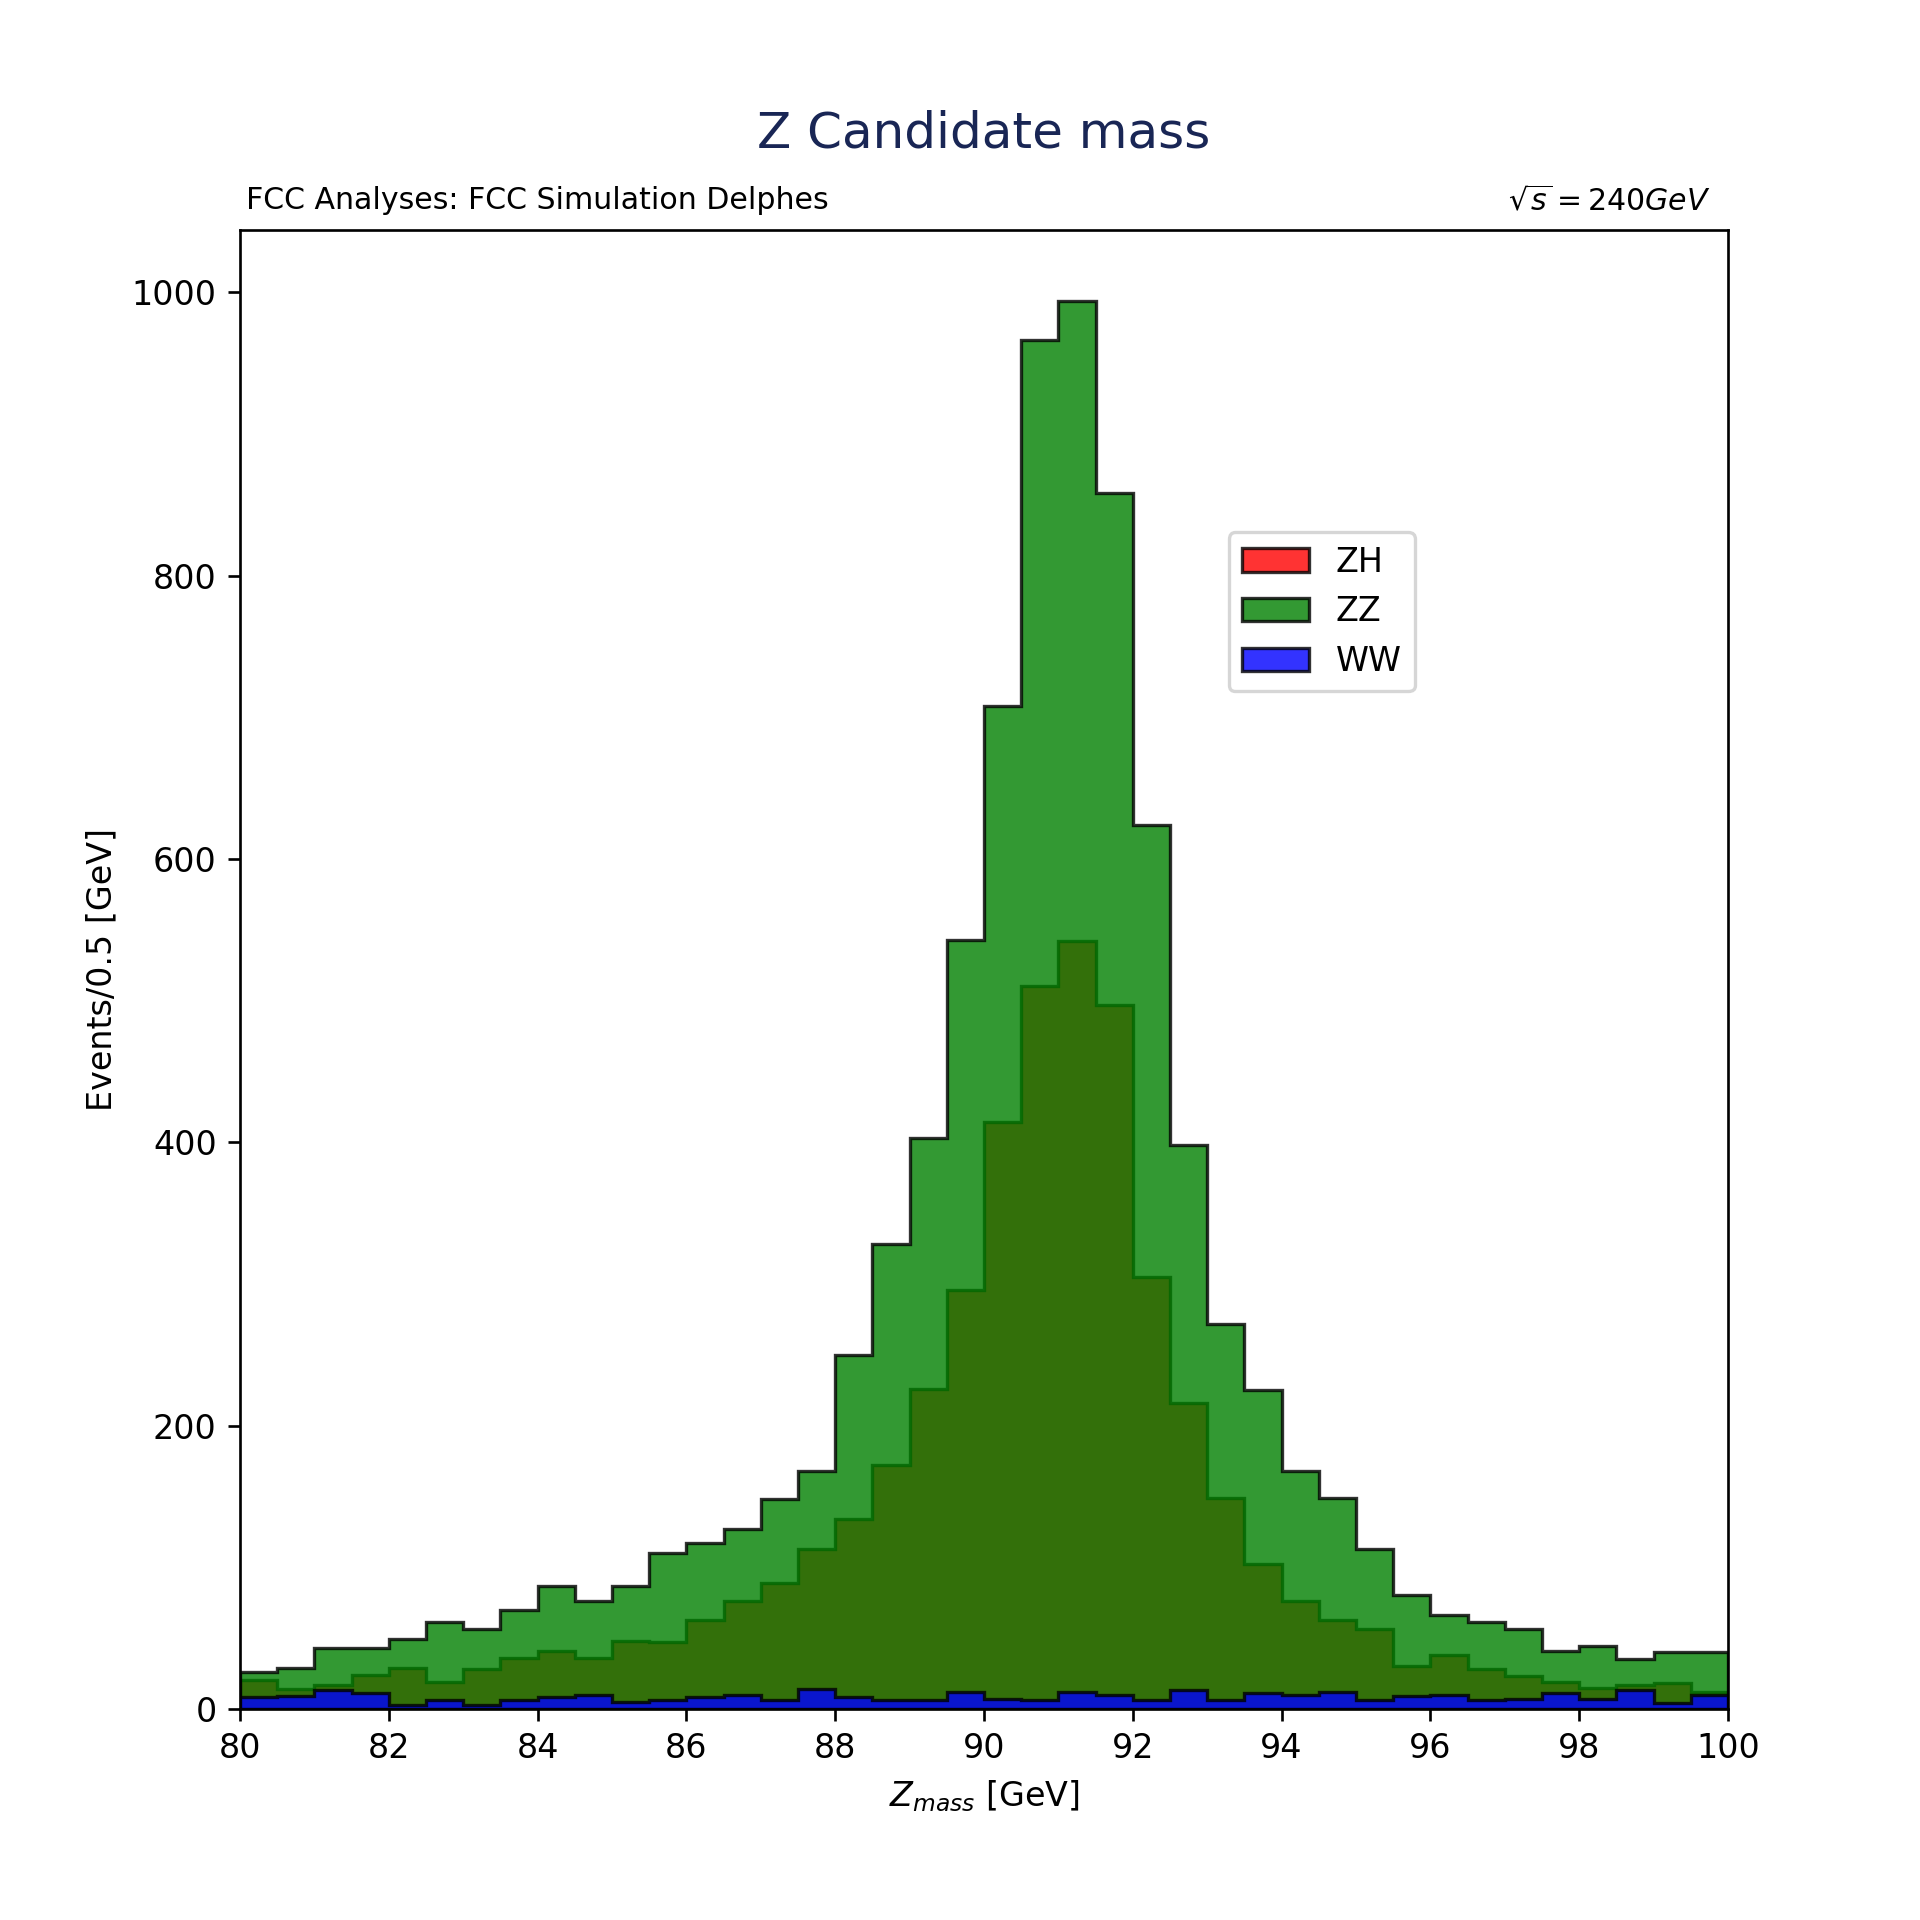 Z Candidate mass
FCC Analyses: FCC Simulation Delphes
√s = 240GeV
1000
800
600
400
200
0
Events/0.5 [GeV]
ZH
ZZ
WW
80 82 84 86 88 90 92 94 96 98 100
Z_mass [GeV]